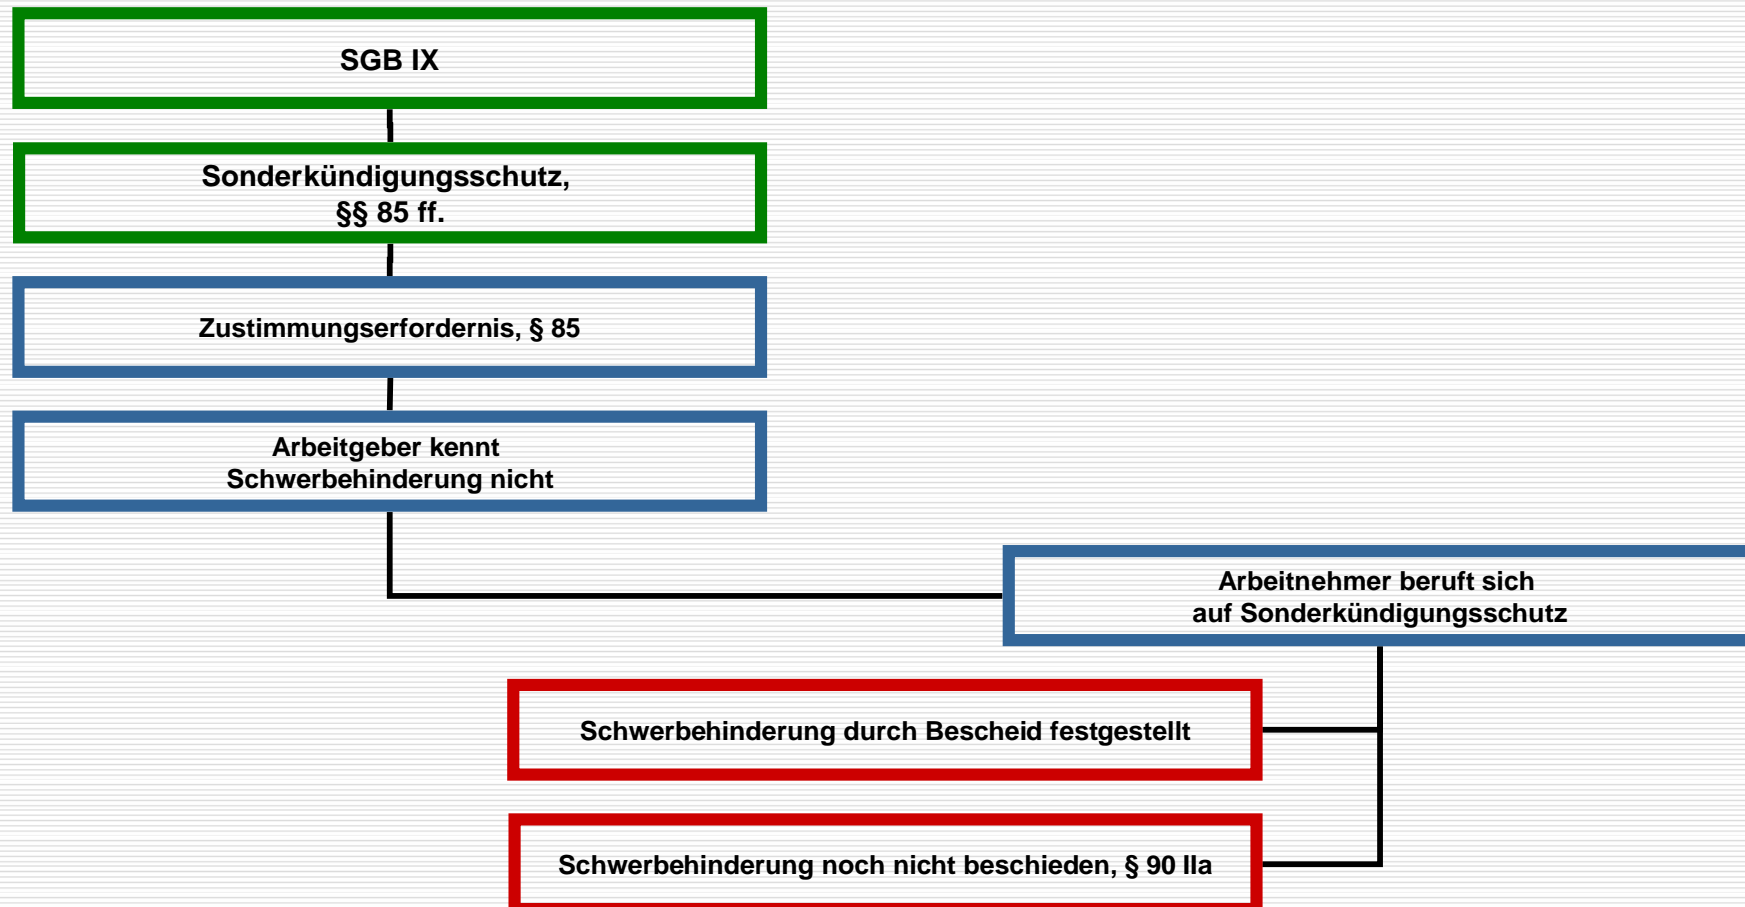 SGB IX
Sonderkündigungsschutz,
§§ 85 ff.
Zustimmungserfordernis, § 85
Arbeitgeber kennt
Schwerbehinderung nicht
Arbeitnehmer beruft sich
auf Sonderkündigungsschutz
Schwerbehinderung durch Bescheid festgestellt
Schwerbehinderung noch nicht beschieden, § 90 IIa